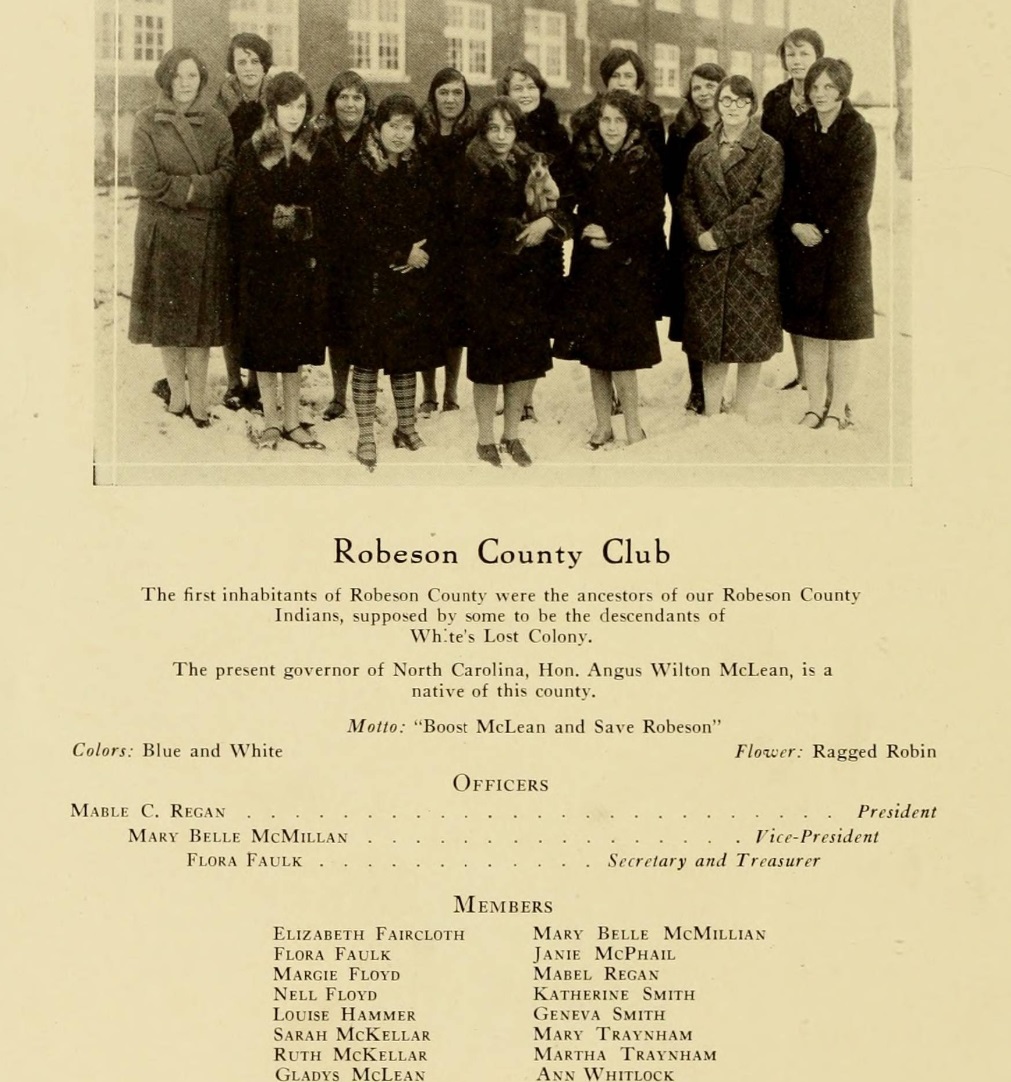 Robeson County Club
The first inhabitants of Robeson County were the ancestors of our Robeson County
Indians, supposed by some to be the descendants of
White's Lost Colony.
The present governor of North Carolina, Hon. Angus Wilton McLean, is a
native of this county.
Motto: "Boost McLean and Save Robeson"
Colors: Blue and White Flower: Ragged Robin
OFFICERS
MABLE C. REGAN . . . . . . . . . . . . . . . . . . . . . . . . . President
MARY BELLE MCMILLAN . . . . . . . . . . . . . . . . Vice-President
FLORA FAULK . . . . . . . . . . . . Secretary and Treasurer
MEMBERS
ELIZABETH FAIRCLOTH
FLORA FAULK
MARGIE FLOYD
NELL FLOYD
LOUISE HAMMER
SARAH MCKELLAR
RUTH MCKELLAR
GLADYS MCLEAN
MARY BELLE MCMILLIAN
JANIE MCPHAIL
MABEL REGAN
KATHERINE SMITH
GENEVA SMITH
MARY TRAYNHAM
MARTHA TRAYNHAM
ANN WHITLOCK